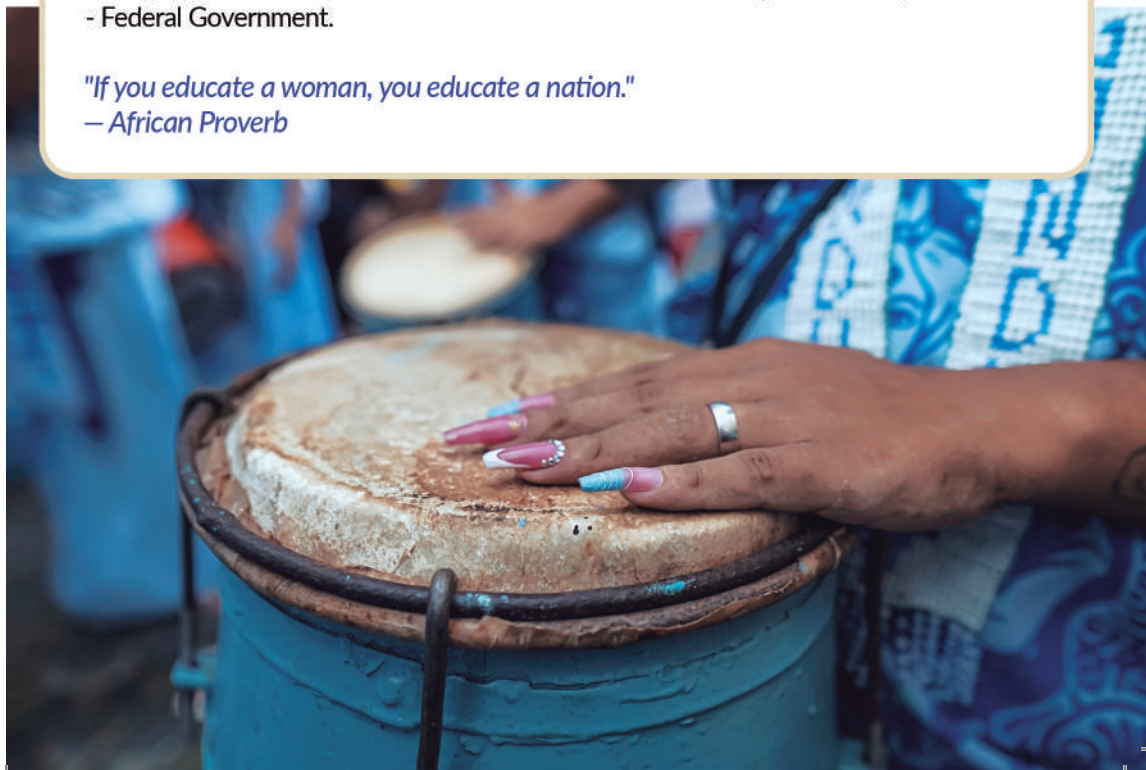 - Federal Government.
"If you educate a woman, you educate a nation."
— African Proverb